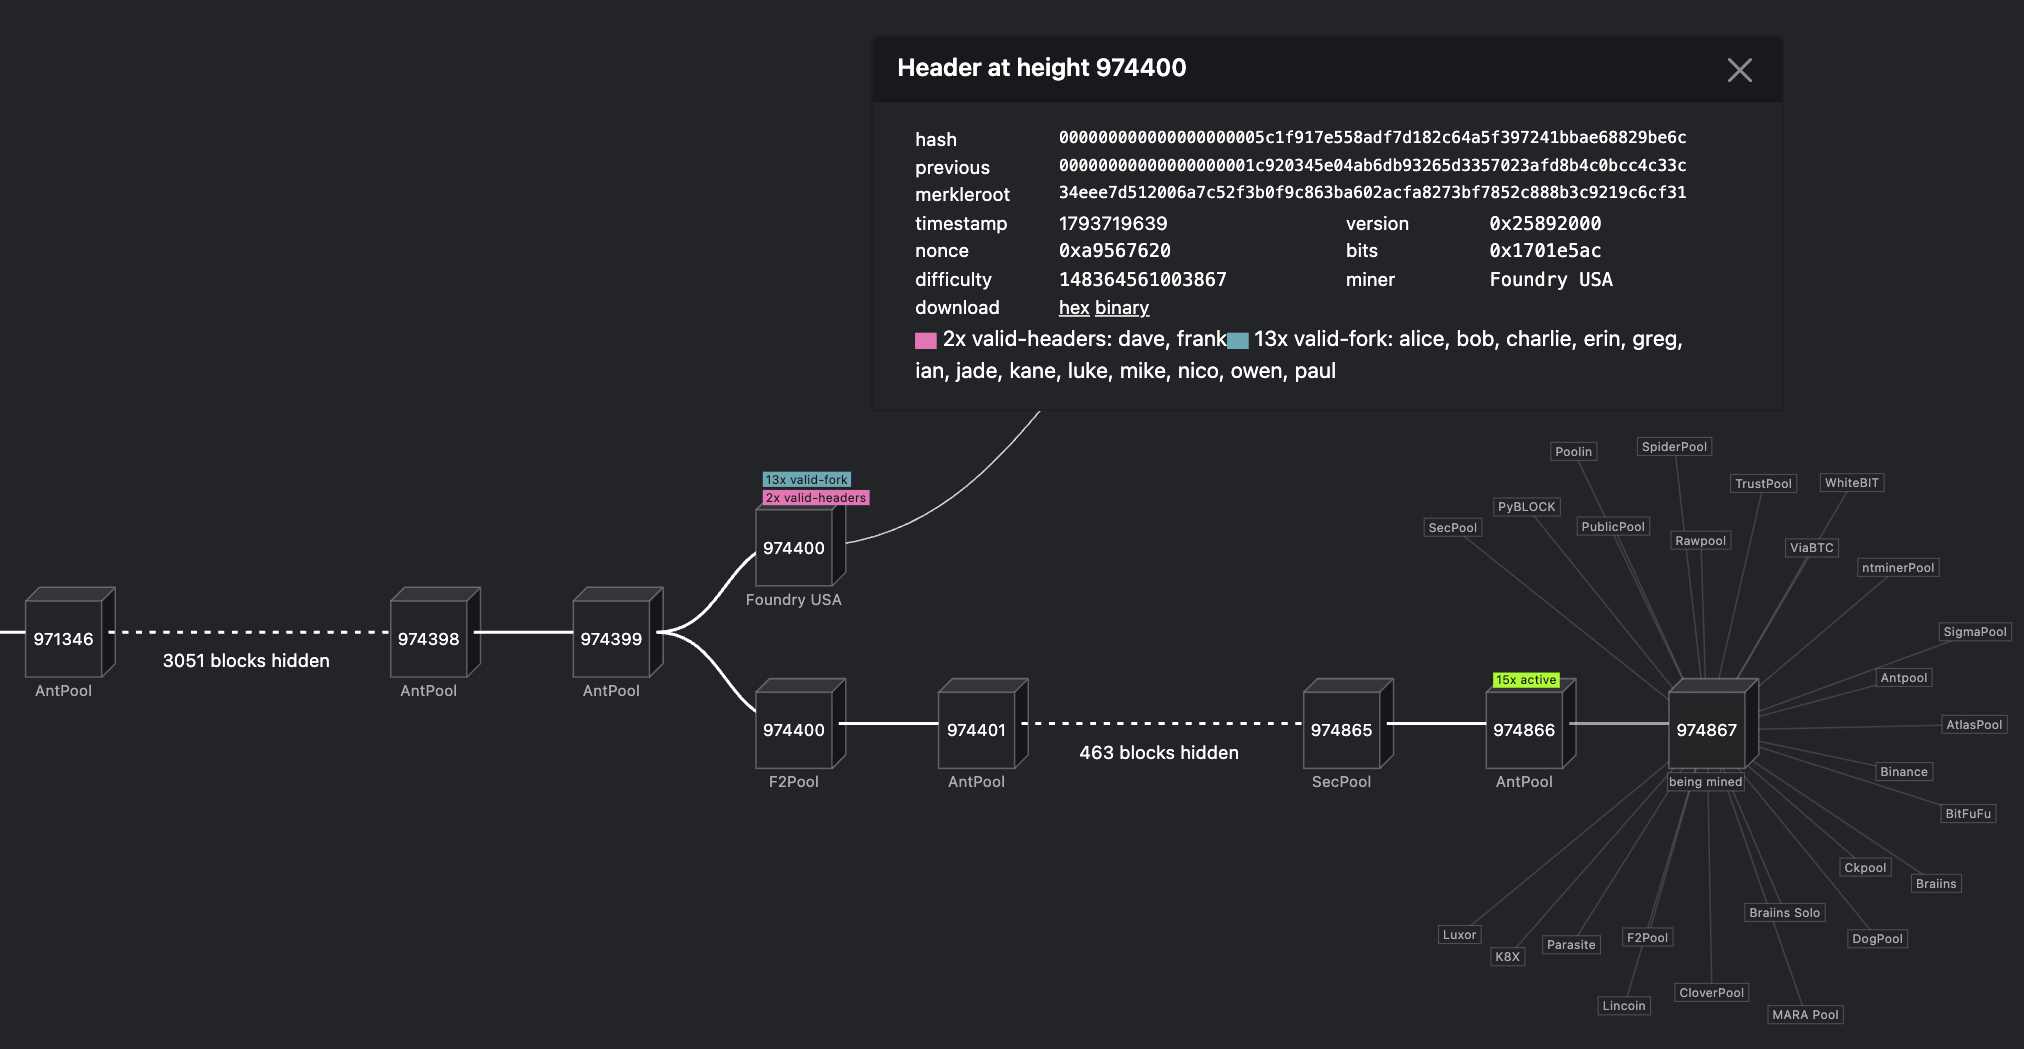 Header at height 974400
hash 000000000000000000005c1f917e558adf7d182c64a5f397241bbae68829be6c
previous 00000000000000000001c920345e04ab6db93265d3357023afd8b4c0bcc4c33c
merkleroot 34eee7d512006a7c52f3b0f9c863ba602acfa8273bf7852c888b3c9219c6cf31
timestamp 1793719639 version 0x25892000
nonce 0xa9567620 bits 0x1701e5ac
difficulty 148364561003867 miner Foundry USA
download hex binary
2x valid-headers: dave, frank 13x valid-fork: alice, bob, charlie, erin, greg,
ian, jade, kane, luke, mike, nico, owen, paul
13x valid-fork
2x valid-headers
974400
Foundry USA
971346
AntPool
3051 blocks hidden
974398
AntPool
974399
AntPool
974400
F2Pool
974401
AntPool
463 blocks hidden
974865
SecPool
15x active
974866
AntPool
974867
being mined
Poolin
SpiderPool
TrustPool
WhiteBIT
PyBLOCK
SecPool
PublicPool
Rawpool
ViaBTC
ntminerPool
SigmaPool
Antpool
AtlasPool
Binance
BitFuFu
Ckpool
Braiins
Braiins Solo
DogPool
Luxor
K8X
Parasite
F2Pool
Lincoin
CloverPool
MARA Pool